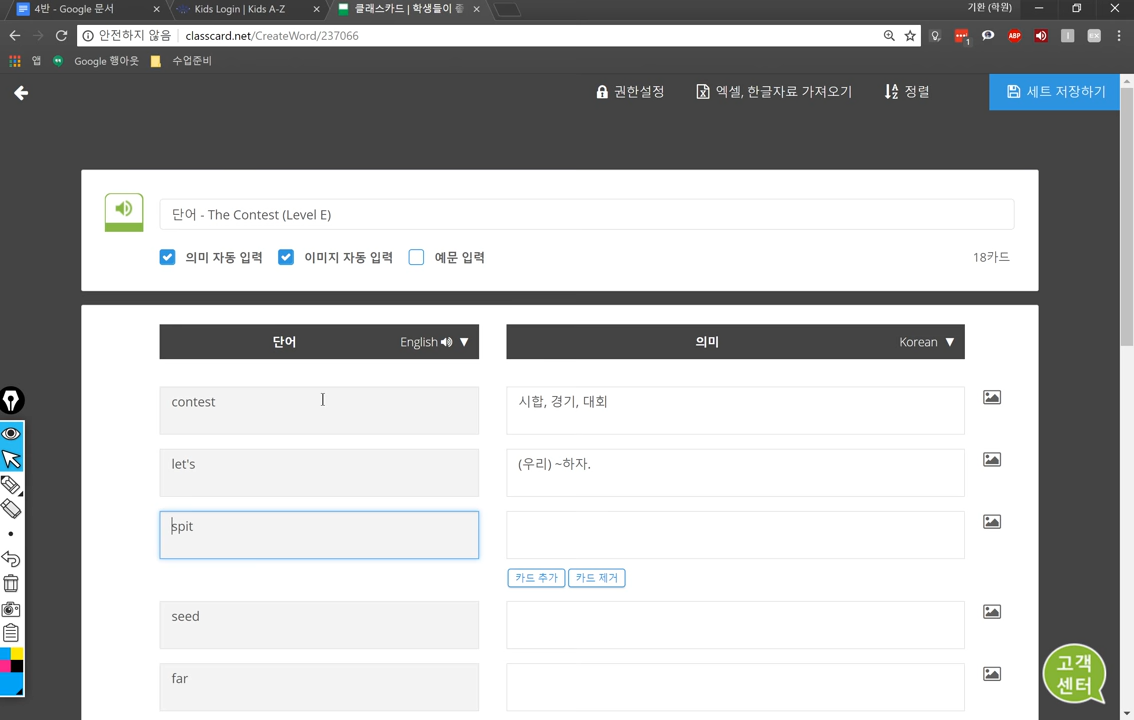 4반 - Google 문서
Kids Login | Kids A-Z
클래스카드 | 학생들이 좋
기환 (학원)
안전하지 않음 classcard.net/CreateWord/237066
앱 Google 행아웃 수업준비
권한설정 엑셀, 한글자료 가져오기 정렬 세트 저장하기
단어 - The Contest (Level E)
의미 자동 입력 이미지 자동 입력 예문 입력 18카드
단어 English ▼ 의미 Korean ▼
contest 시합, 경기, 대회
let's (우리) ~하자.
spit
카드 추가 카드 제거
seed
far
고객
센터
ABP
1